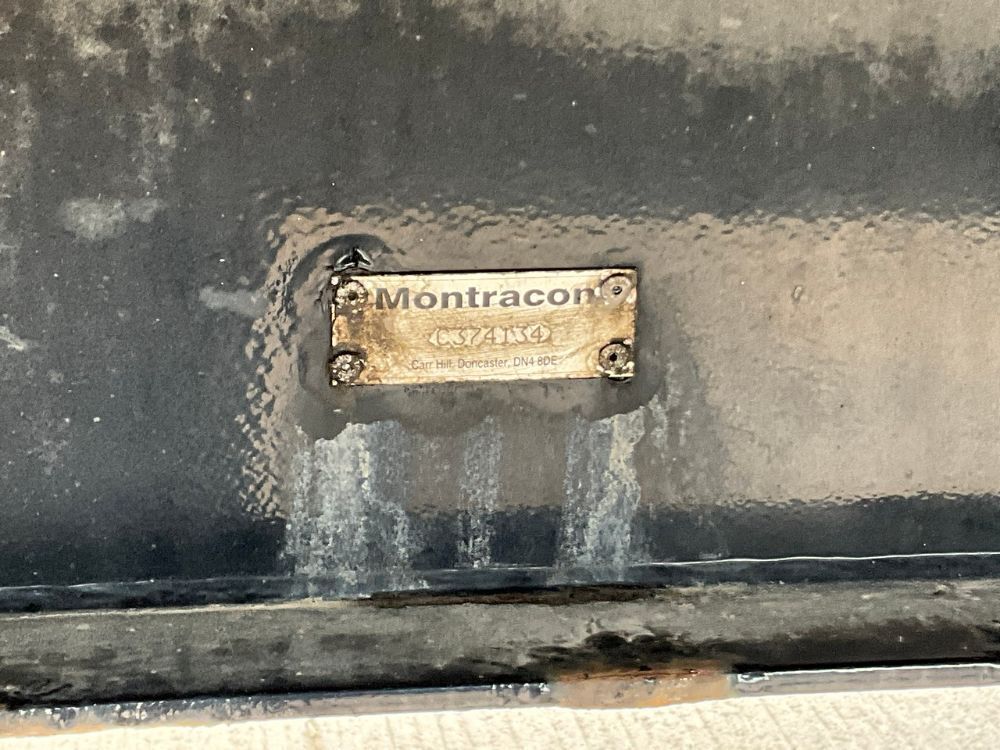 Montracon
C374134
Carr Hill, Doncaster, DN4 8DE